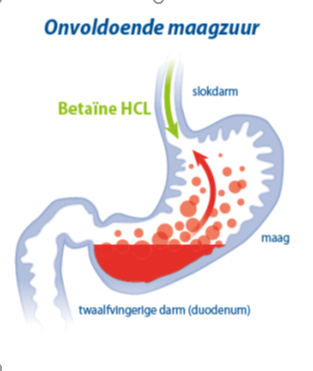 Onvoldoende maagzuur
slokdarm
Betaïne HCL
maag
twaalfvingerige darm (duodenum)